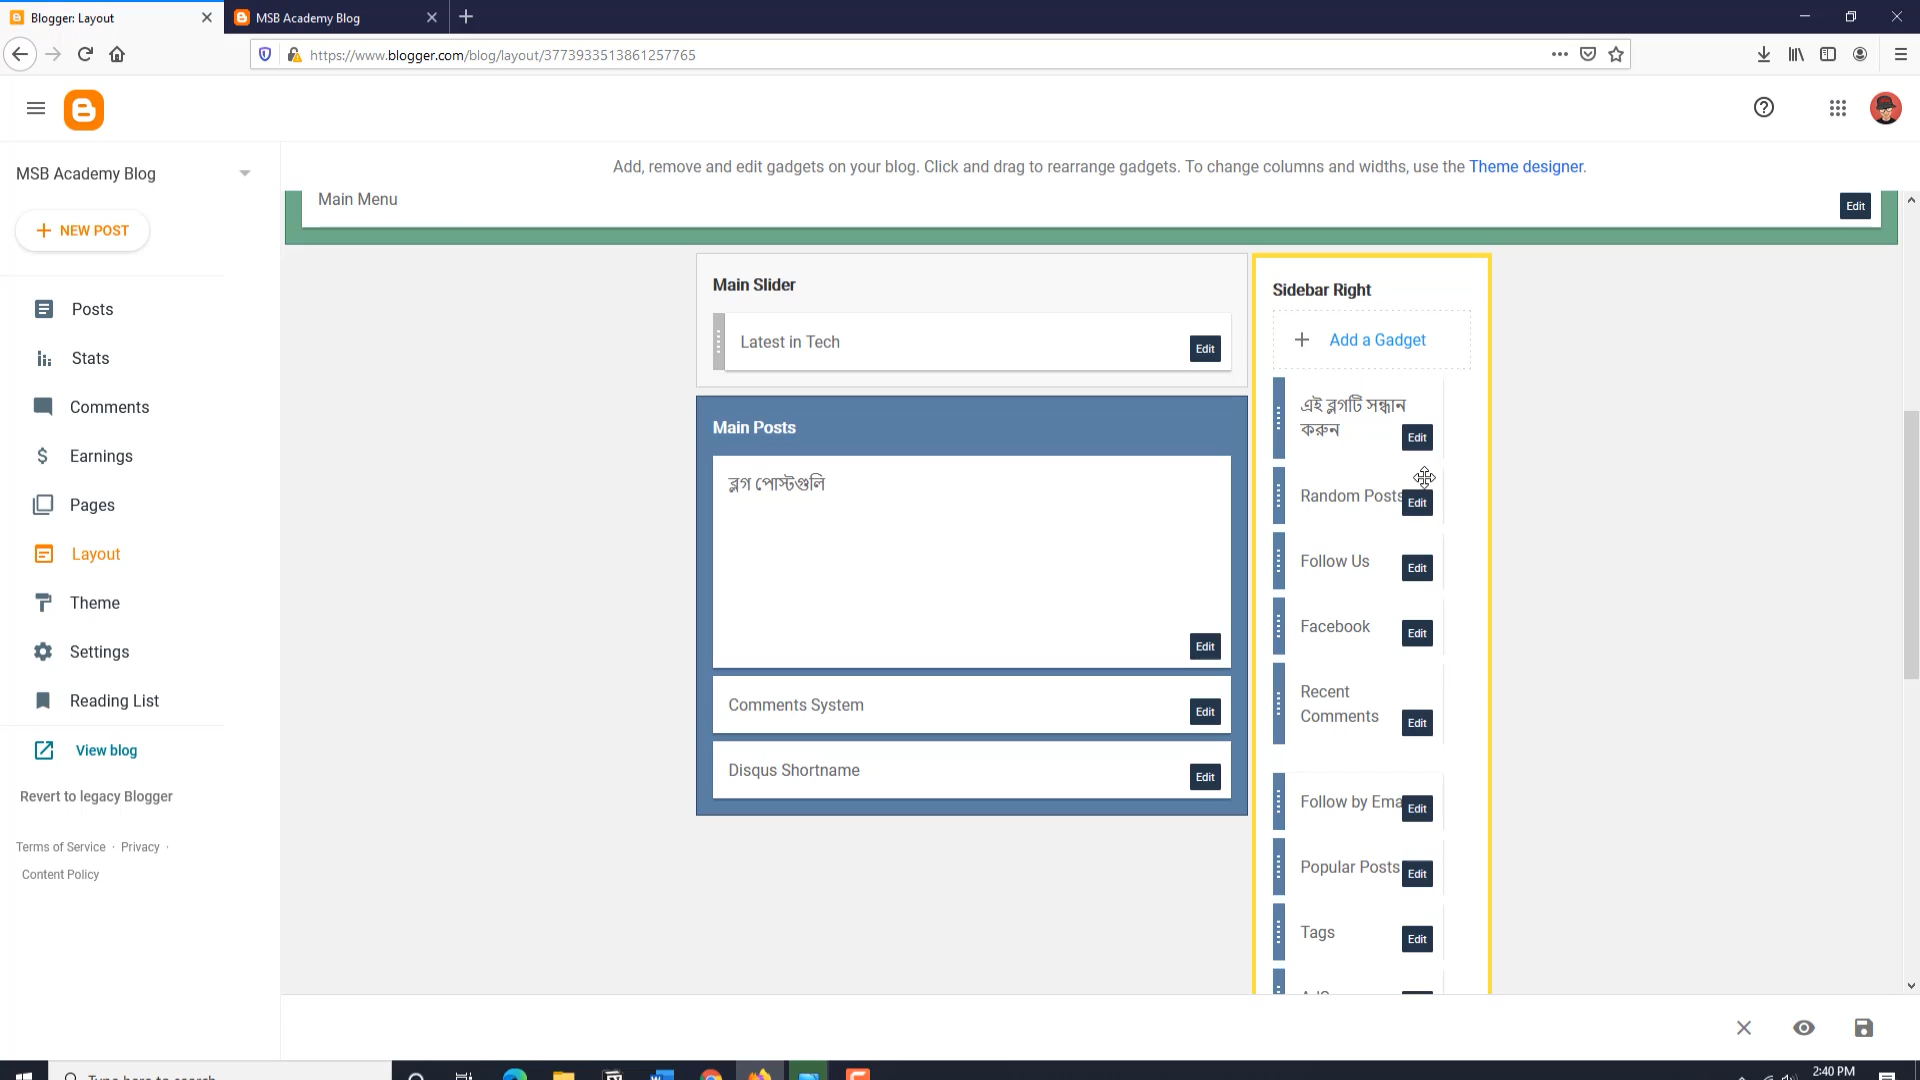 Blogger: Layout
MSB Academy Blog
https://www.blogger.com/blog/layout/3773933513861257765
MSB Academy Blog
NEW POST
Posts
Stats
Comments
Earnings
Pages
Layout
Theme
Settings
Reading List
View blog
Revert to legacy Blogger
Terms of Service · Privacy ·
Content Policy
Add, remove and edit gadgets on your blog. Click and drag to rearrange gadgets. To change columns and widths, use the Theme designer.
Main Menu
Edit
Main Slider
Latest in Tech
Edit
Main Posts
ব্লগ পোস্টগুলি
Edit
Comments System
Edit
Disqus Shortname
Edit
Sidebar Right
Add a Gadget
এই ব্লগটি সন্ধান
করুন
Edit
Random Posts
Edit
Follow Us
Edit
Facebook
Edit
Recent
Comments
Edit
Follow by Ema
Edit
Popular Posts
Edit
Tags
Edit
Type here to search
2:40 PM